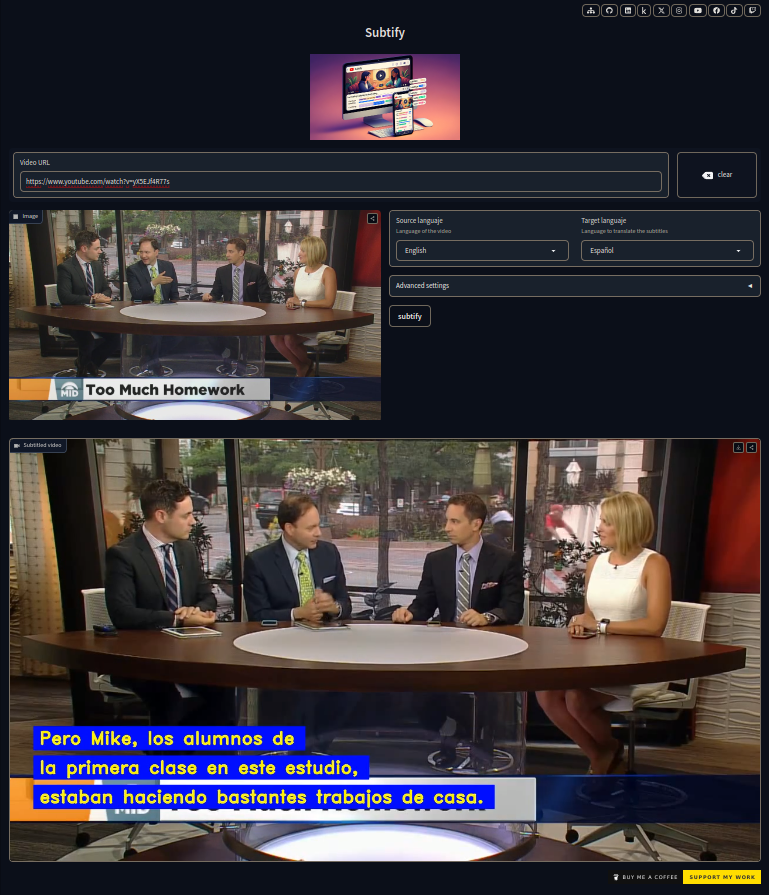 Subtify
Video URL
https://www.youtube.com/watch?v=yX5EJf4R77s
clear
Image
Source languaje
Language of the video
English
Target languaje
Language to translate the subtitles
Español
Advanced settings
subtify
MID
Too Much Homework
Subtitled video
Pero Mike, los alumnos de
la primera clase en este estudio,
estaban haciendo bastantes trabajos de casa.
MID
BUY ME A COFFEE
SUPPORT MY WORK